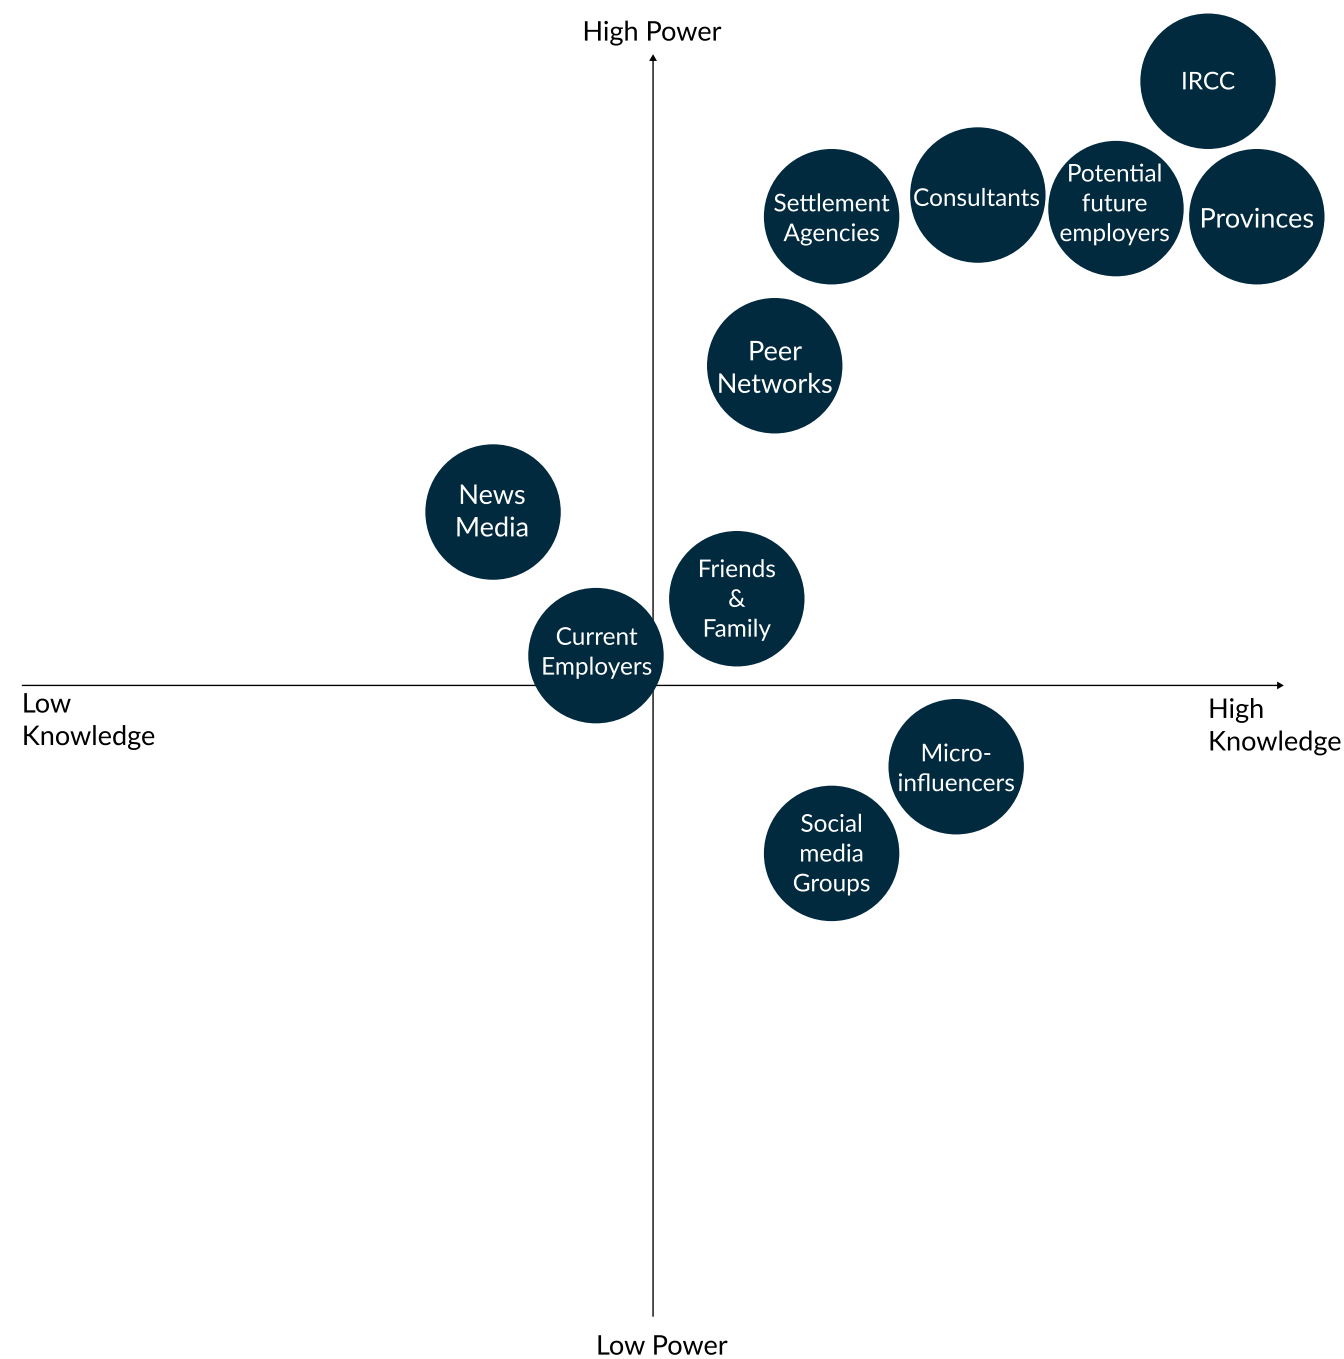 High Power
IRCC
Potential
future
employers
Consultants
Settlement
Agencies
Provinces
Peer
Networks
News
Media
Friends
&
Family
Current
Employers
Low
Knowledge
High
Knowledge
Micro-
influencers
Social
media
Groups
Low Power